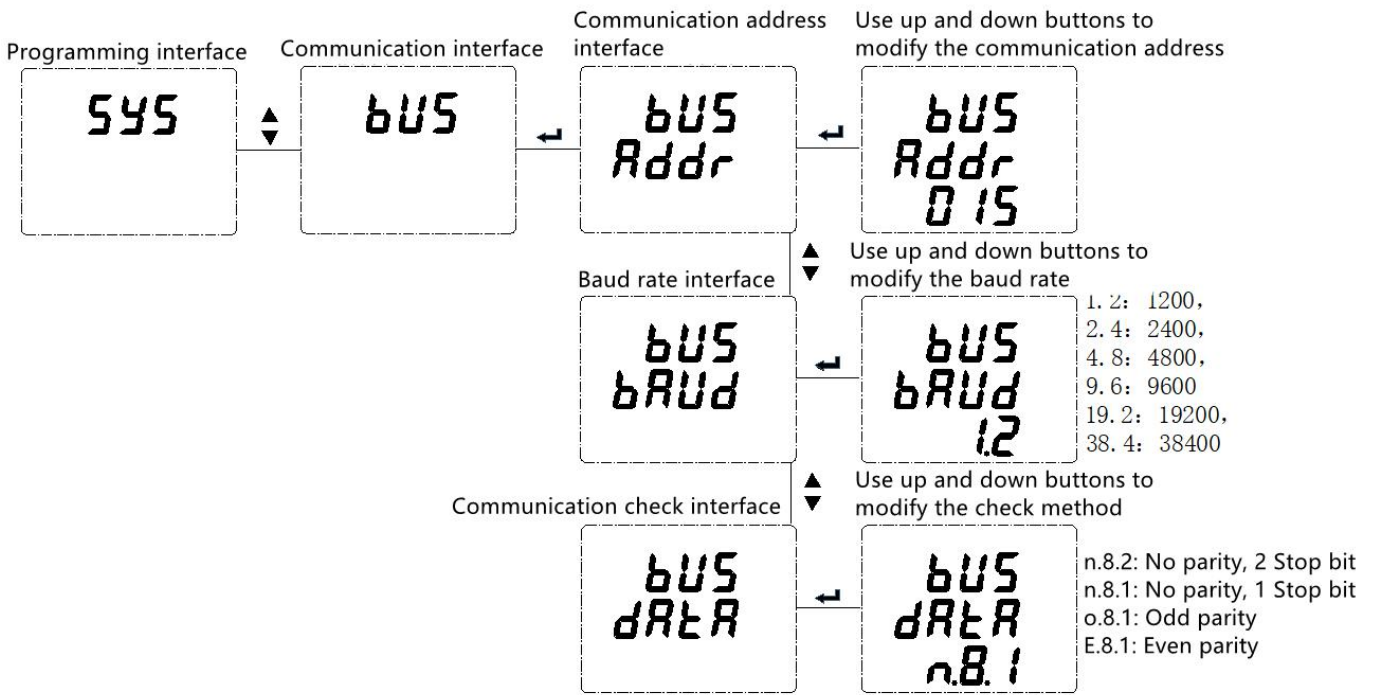 Programming interface
Communication interface
Communication address
interface
Use up and down buttons to
modify the communication address
SYS
bUS
bUS
Addr
bUS
Addr
015
Baud rate interface
Use up and down buttons to
modify the baud rate
bUS
bAUd
bUS
bAUd
1.2
1.2: 1200,
2.4: 2400,
4.8: 4800,
9.6: 9600
19.2: 19200,
38.4: 38400
Communication check interface
Use up and down buttons to
modify the check method
bUS
dAtA
bUS
dAtA
n.8.1
n.8.2: No parity, 2 Stop bit
n.8.1: No parity, 1 Stop bit
o.8.1: Odd parity
E.8.1: Even parity